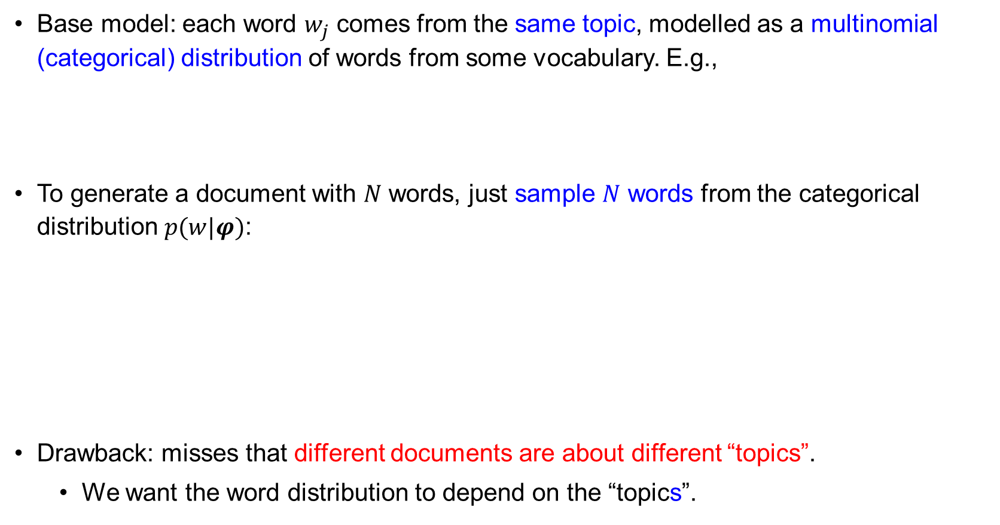 • Base model: each word w_j comes from the same topic, modelled as a multinomial
(categorical) distribution of words from some vocabulary. E.g.,
• To generate a document with N words, just sample N words from the categorical
distribution p(w|φ):
• Drawback: misses that different documents are about different “topics”.
• We want the word distribution to depend on the “topics”.